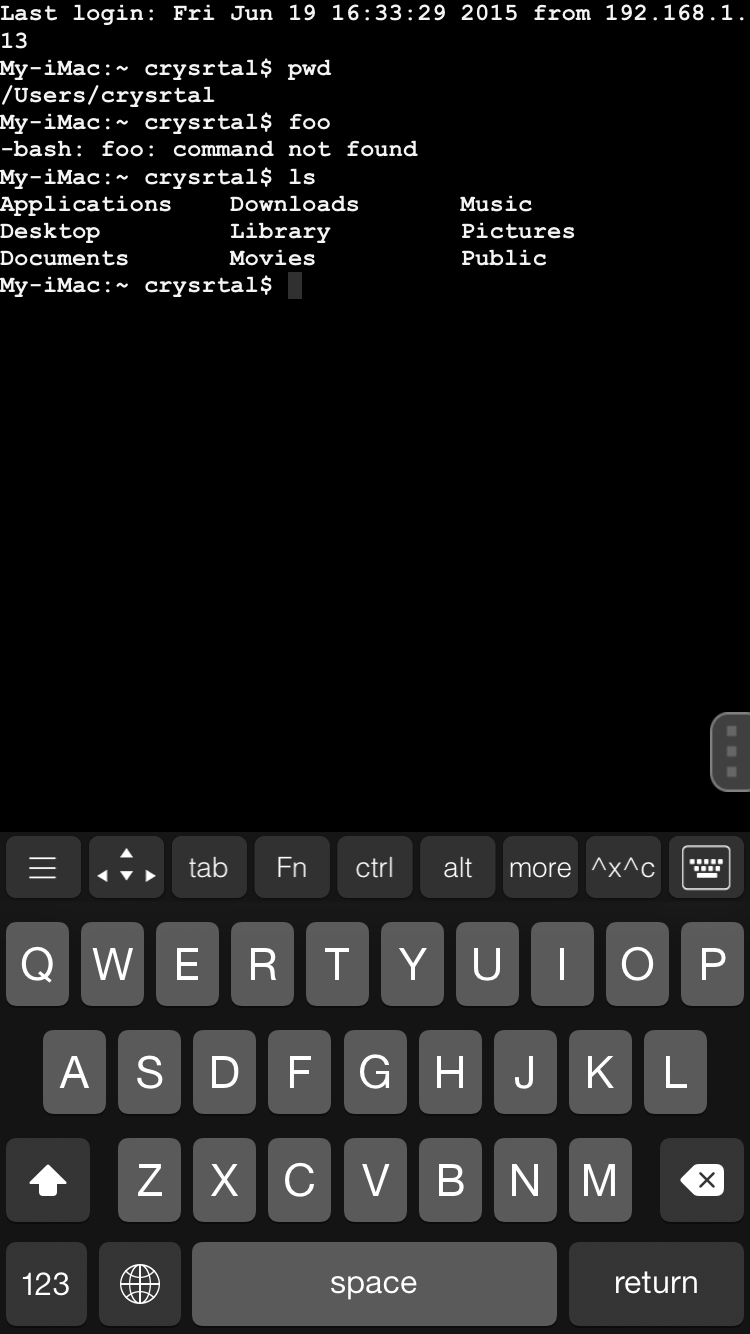 Last login: Fri Jun 19 16:33:29 2015 from 192.168.1.
13
My-iMac:~ crysrtal$ pwd
/Users/crysrtal
My-iMac:~ crysrtal$ foo
-bash: foo: command not found
My-iMac:~ crysrtal$ ls
Applications Downloads Music
Desktop Library Pictures
Documents Movies Public
My-iMac:~ crysrtal$
tab Fn ctrl alt more ^x^c
Q W E R T Y U I O P
A S D F G H J K L
Z X C V B N M
123 space return